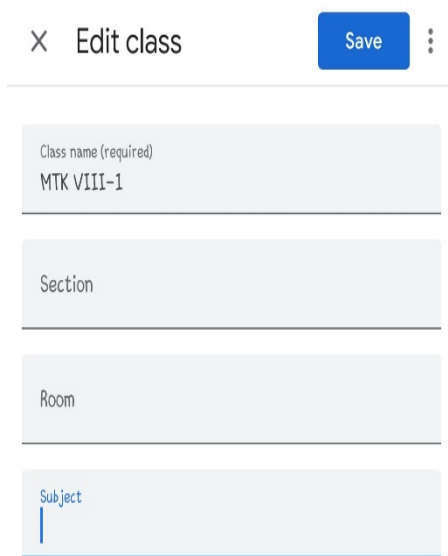 Edit class Save
Class name (required)
MTK VIII-1
Section
Room
Subject